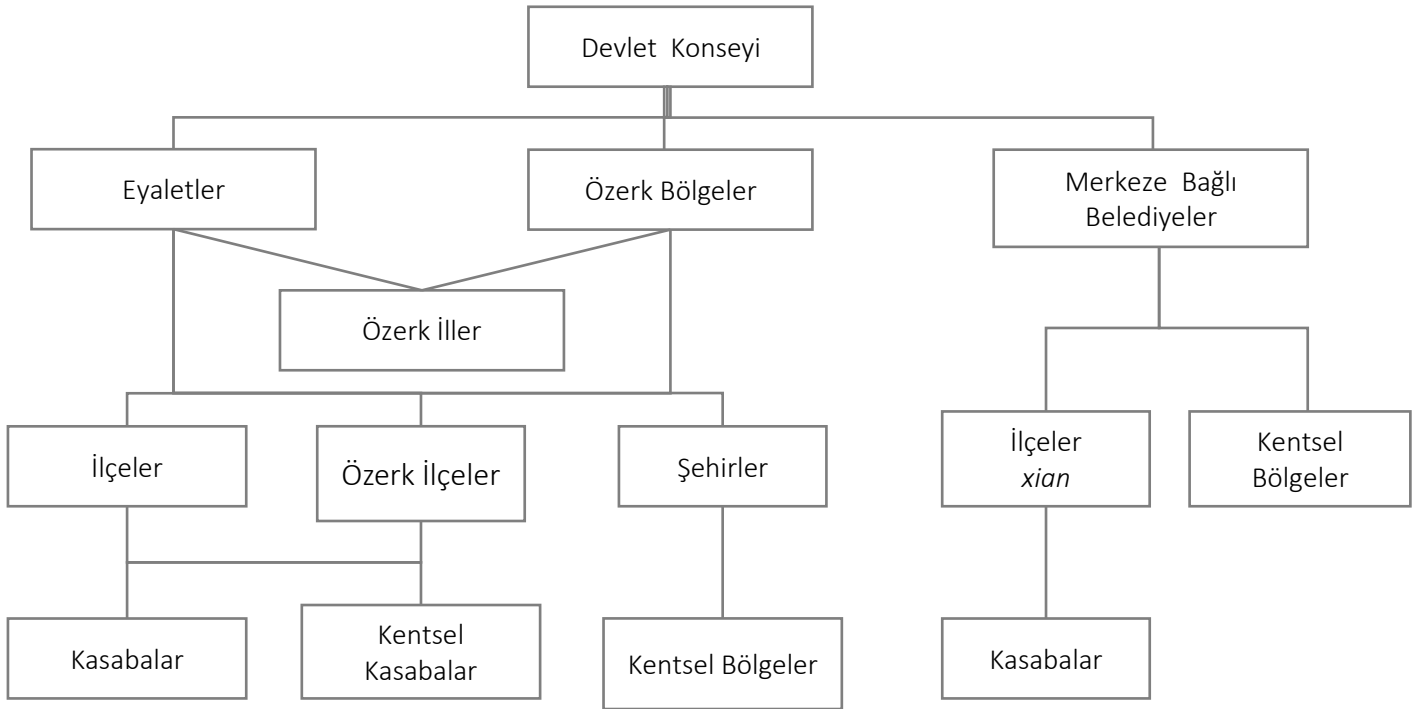 Devlet Konseyi
Eyaletler
Özerk Bölgeler
Merkeze Bağlı
Belediyeler
Özerk İller
İlçeler
Özerk İlçeler
Şehirler
İlçeler
xian
Kentsel
Bölgeler
Kasabalar
Kentsel
Kasabalar
Kentsel Bölgeler
Kasabalar